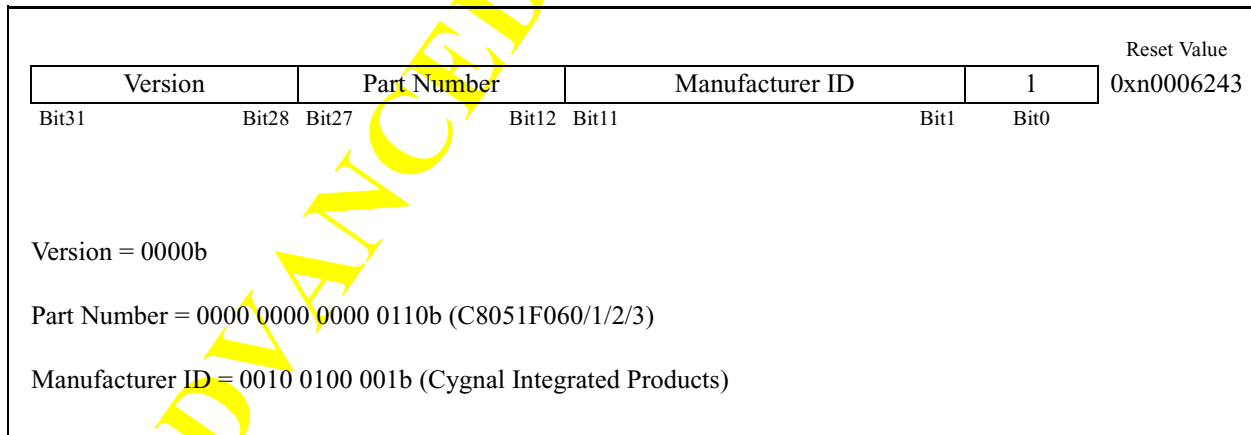 Reset Value
Version Part Number Manufacturer ID 1 0xn0006243
Bit31 Bit28 Bit27 Bit12 Bit11 Bit1 Bit0
Version = 0000b
Part Number = 0000 0000 0000 0110b (C8051F060/1/2/3)
Manufacturer ID = 0010 0100 001b (Cygnal Integrated Products)
DVANCED